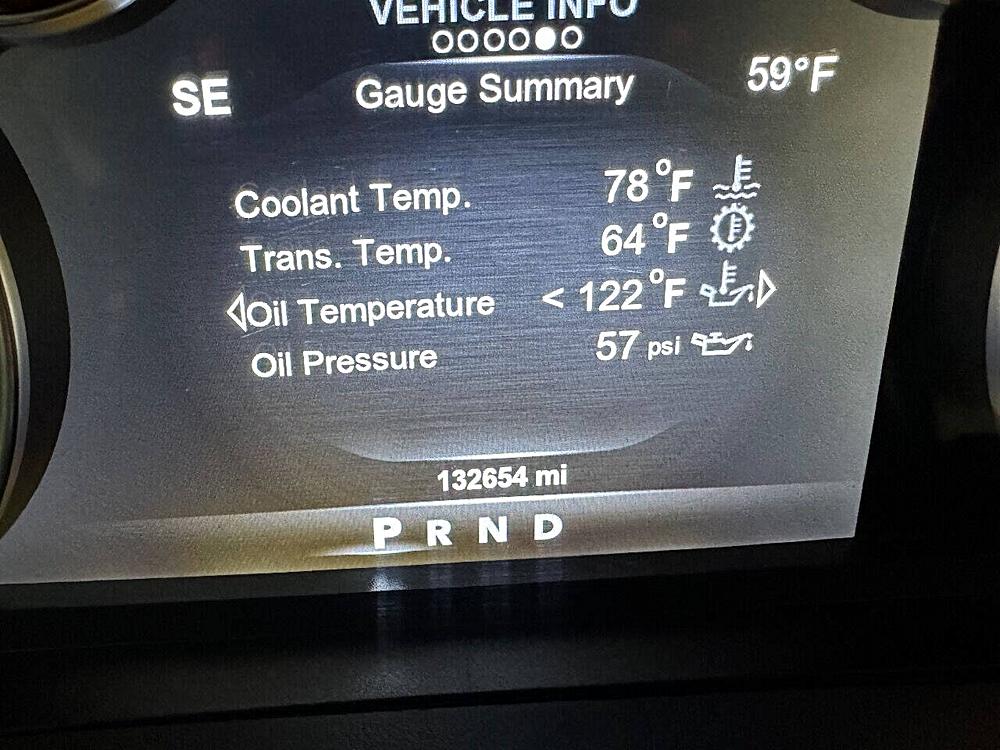 VEHICLE INFO
SE Gauge Summary 59°F
Coolant Temp. 78°F
Trans. Temp. 64°F
Oil Temperature < 122°F
Oil Pressure 57 psi
132654 mi
P R N D